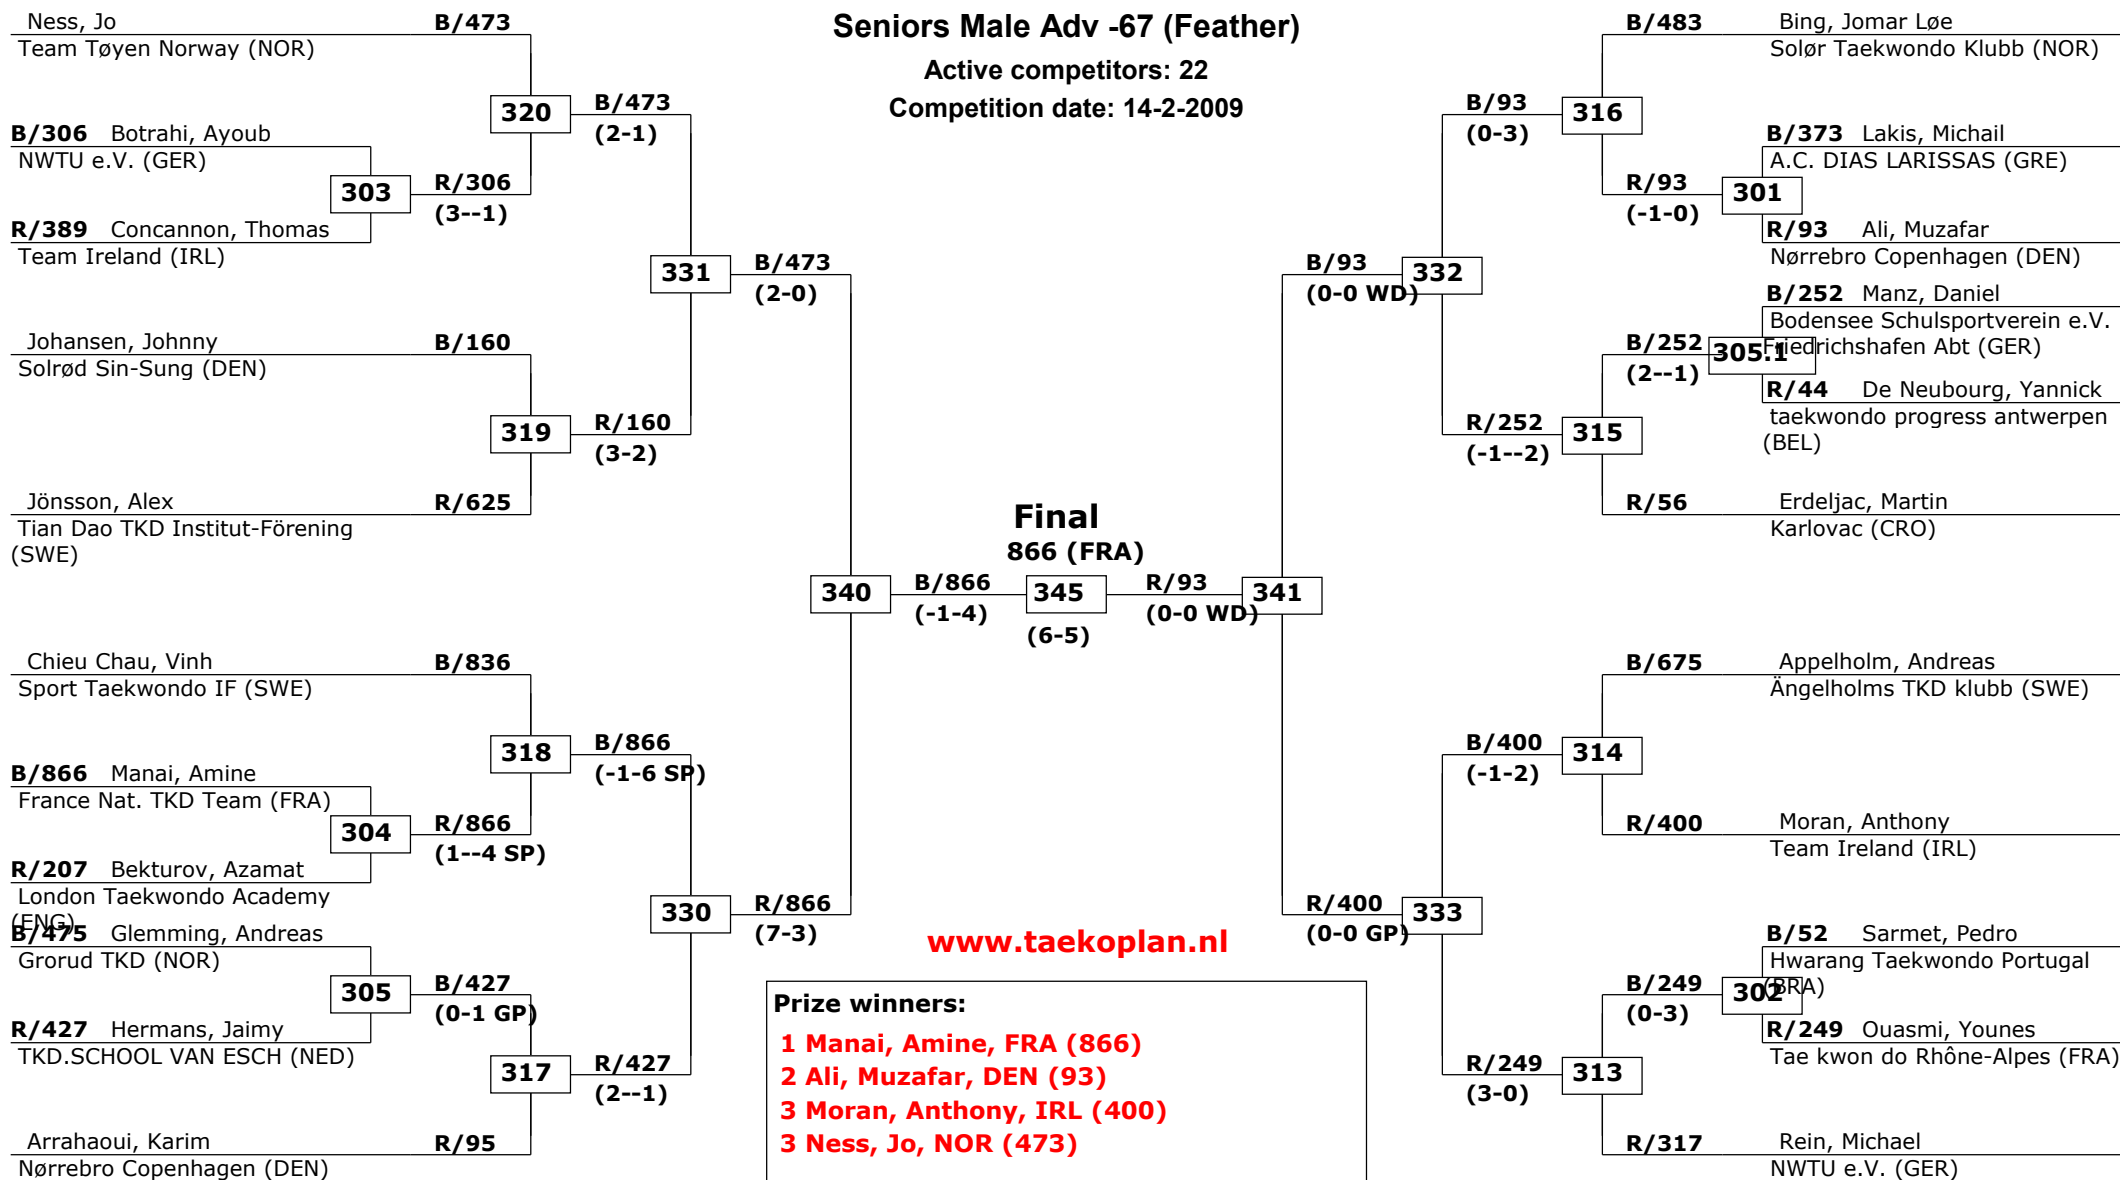 Seniors Male Adv -67 (Feather)
Active competitors: 22
Competition date: 14-2-2009
Ness, Jo
B/473
Team Tøyen Norway (NOR)
320
B/473
(2-1)
B/306 Botrahi, Ayoub
NWTU e.V. (GER)
303
R/306
(3--1)
R/389 Concannon, Thomas
Team Ireland (IRL)
331
B/473
(2-0)
Johansen, Johnny
B/160
Solrød Sin-Sung (DEN)
319
R/160
(3-2)
Jönsson, Alex
R/625
Tian Dao TKD Institut-Förening
(SWE)
340
B/866
(-1-4)
Chieu Chau, Vinh
B/836
Sport Taekwondo IF (SWE)
318
B/866
(-1-6 SP)
B/866 Manai, Amine
France Nat. TKD Team (FRA)
304
R/866
(1--4 SP)
R/207 Bekturov, Azamat
London Taekwondo Academy
(ENG)
330
R/866
(7-3)
B/475 Glemming, Andreas
Grorud TKD (NOR)
305
B/427
(0-1 GP)
R/427 Hermans, Jaimy
TKD.SCHOOL VAN ESCH (NED)
317
R/427
(2--1)
Arrahaoui, Karim
R/95
Nørrebro Copenhagen (DEN)
Final
866 (FRA)
345
(6-5)
R/93
(0-0 WD)
341
B/483
Bing, Jomar Løe
Solør Taekwondo Klubb (NOR)
B/93
(0-3)
316
B/373 Lakis, Michail
A.C. DIAS LARISSAS (GRE)
R/93
(-1-0)
301
R/93 Ali, Muzafar
Nørrebro Copenhagen (DEN)
B/93
(0-0 WD)
332
B/252 Manz, Daniel
Bodensee Schulsportverein e.V.
Friedrichshafen Abt (GER)
B/252
(2--1)
305.1
R/44 De Neubourg, Yannick
taekwondo progress antwerpen
(BEL)
R/252
(-1--2)
315
R/56
Erdeljac, Martin
Karlovac (CRO)
B/675
Appelholm, Andreas
Ängelholms TKD klubb (SWE)
B/400
(-1-2)
314
R/400
Moran, Anthony
Team Ireland (IRL)
R/400
(0-0 GP)
333
B/52 Sarmet, Pedro
Hwarang Taekwondo Portugal
(BRA)
B/249
(0-3)
302
R/249 Ouasmi, Younes
Tae kwon do Rhône-Alpes (FRA)
R/249
(3-0)
313
R/317
Rein, Michael
NWTU e.V. (GER)
www.taekoplan.nl
Prize winners:
1 Manai, Amine, FRA (866)
2 Ali, Muzafar, DEN (93)
3 Moran, Anthony, IRL (400)
3 Ness, Jo, NOR (473)